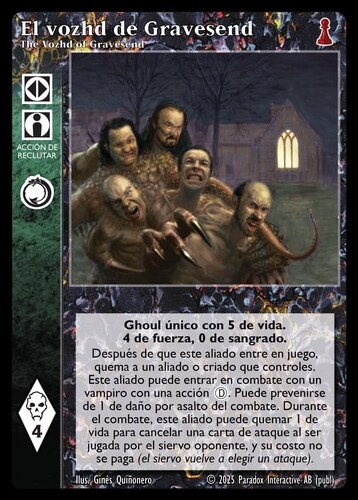 El vozhd de Gravesend
The Vozhd of Gravesend
ACCIÓN DE
RECLUTAR
Ghoul único con 5 de vida.
4 de fuerza, 0 de sangrado.
Después de que este aliado entre en juego,
quema a un aliado o criado que controles.
Este aliado puede entrar en combate con un
vampiro con una acción Ⓓ. Puede prevenirse
de 1 de daño por asalto del combate. Durante
el combate, este aliado puede quemar 1 de
vida para cancelar una carta de ataque al ser
jugada por el siervo oponente, y su costo no
se paga (el siervo vuelve a elegir un ataque).
4
Ilus: Ginés Quiñonero
© 2025 Paradox Interactive AB (publ)